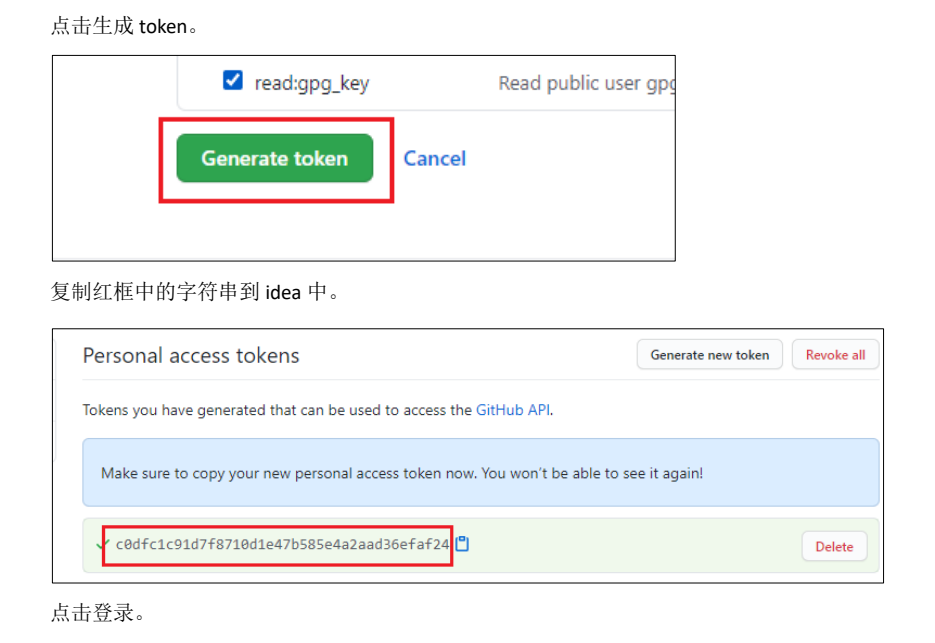 点击生成 token。
read:gpg_key Read public user gpg
Generate token Cancel
复制红框中的字符串到 idea 中。
Personal access tokens Generate new token Revoke all
Tokens you have generated that can be used to access the GitHub API.
Make sure to copy your new personal access token now. You won't be able to see it again!
c0dfc1c91d7f8710d1e47b585e4a2aad36efaf24 Delete
点击登录。